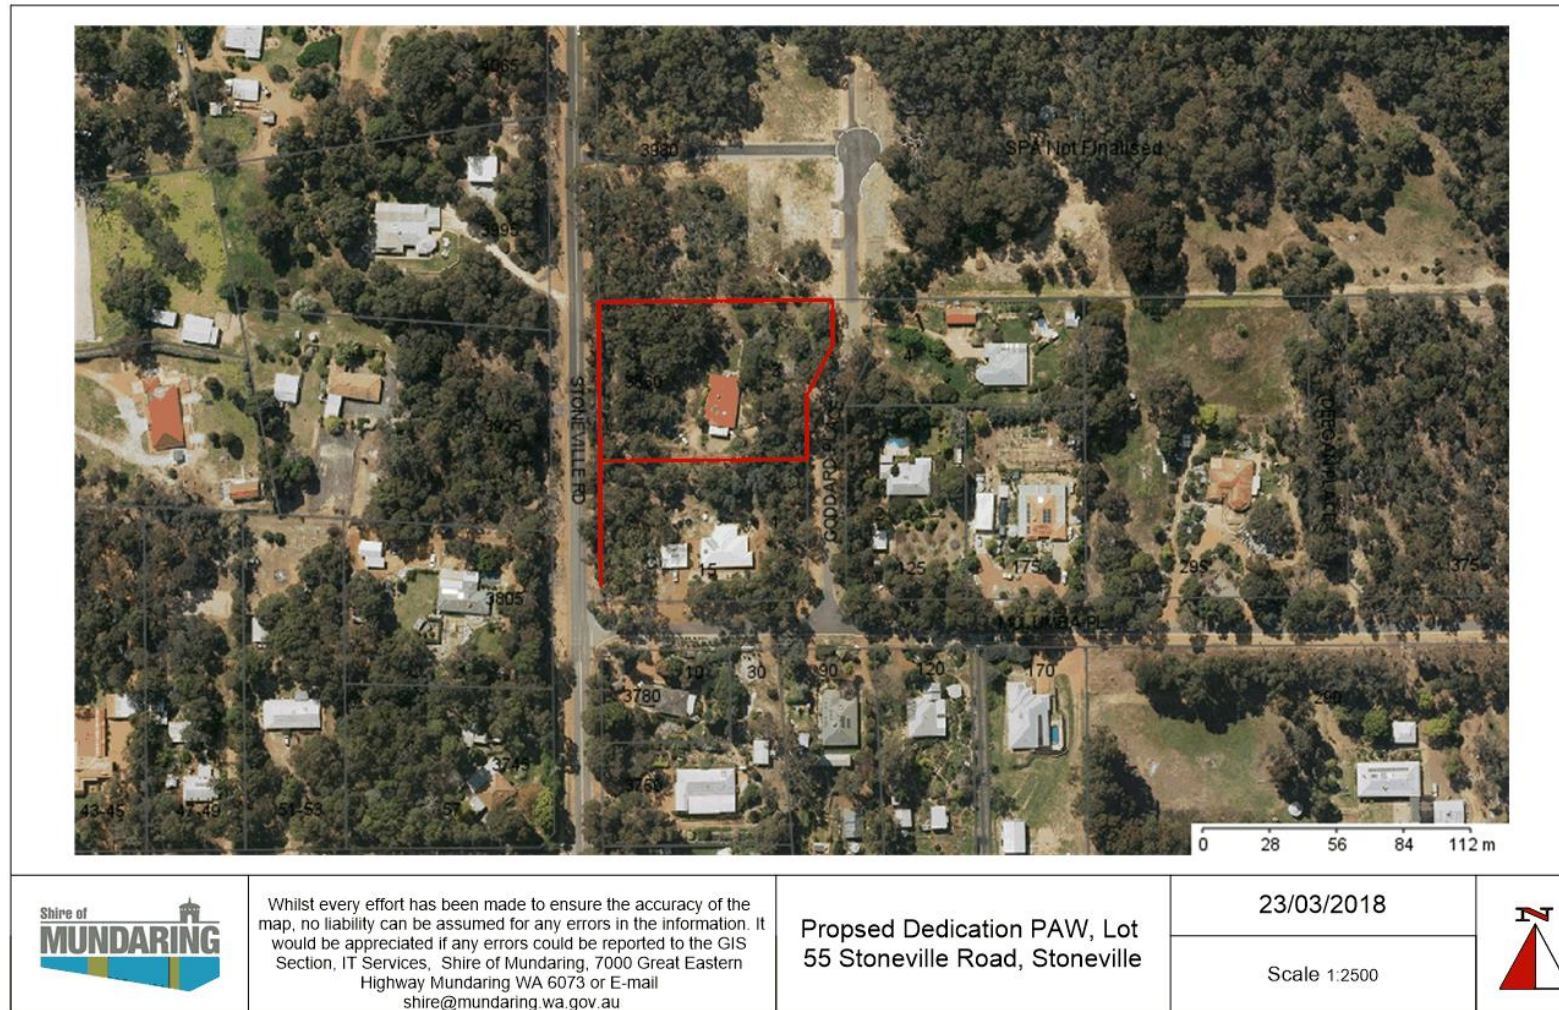 4065
3980
SPA Not Finalised
3995
STONEVILLE RD
3925
GODDARD PLACE
15
125
175
295
375
3805
MILLUMBA PL
10
30
90
120
170
3780
3745
43-45
47-49
51-53
57
0 28 56 84 112 m
Shire of
MUNDARING
Whilst every effort has been made to ensure the accuracy of the
map, no liability can be assumed for any errors in the information. It
would be appreciated if any errors could be reported to the GIS
Section, IT Services, Shire of Mundaring, 7000 Great Eastern
Highway Mundaring WA 6073 or E-mail
shire@mundaring.wa.gov.au
Propsed Dedication PAW, Lot
55 Stoneville Road, Stoneville
23/03/2018
Scale 1:2500
N